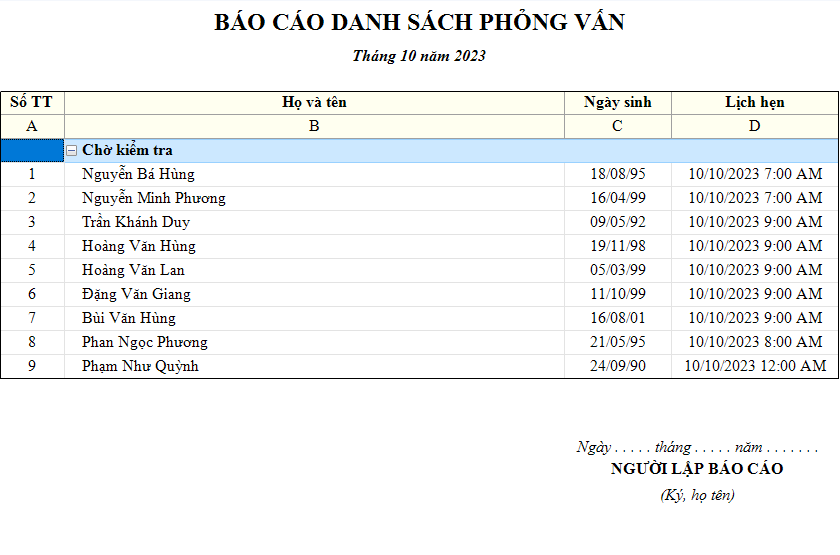 BÁO CÁO DANH SÁCH PHỎNG VẤN
Tháng 10 năm 2023
Số TT Họ và tên Ngày sinh Lịch hẹn
A B C D
Chờ kiểm tra
1 Nguyễn Bá Hùng 18/08/95 10/10/2023 7:00 AM
2 Nguyễn Minh Phương 16/04/99 10/10/2023 7:00 AM
3 Trần Khánh Duy 09/05/92 10/10/2023 9:00 AM
4 Hoàng Văn Hùng 19/11/98 10/10/2023 9:00 AM
5 Hoàng Văn Lan 05/03/99 10/10/2023 9:00 AM
6 Đặng Văn Giang 11/10/99 10/10/2023 9:00 AM
7 Bùi Văn Hùng 16/08/01 10/10/2023 9:00 AM
8 Phan Ngọc Phương 21/05/95 10/10/2023 8:00 AM
9 Phạm Như Quỳnh 24/09/90 10/10/2023 12:00 AM
Ngày . . . . . tháng . . . . . năm . . . . . . .
NGƯỜI LẬP BÁO CÁO
(Ký, họ tên)